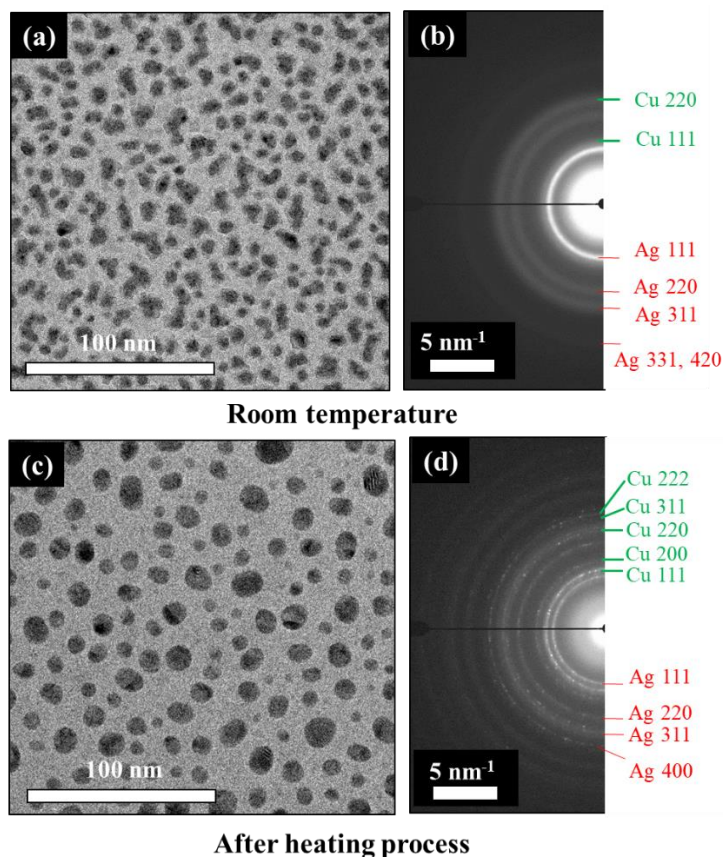 (a)
100 nm
(b)
5 nm-1
Cu 220
Cu 111
Ag 111
Ag 220
Ag 311
Ag 331, 420
Room temperature
(c)
100 nm
(d)
5 nm-1
Cu 222
Cu 311
Cu 220
Cu 200
Cu 111
Ag 111
Ag 220
Ag 311
Ag 400
After heating process